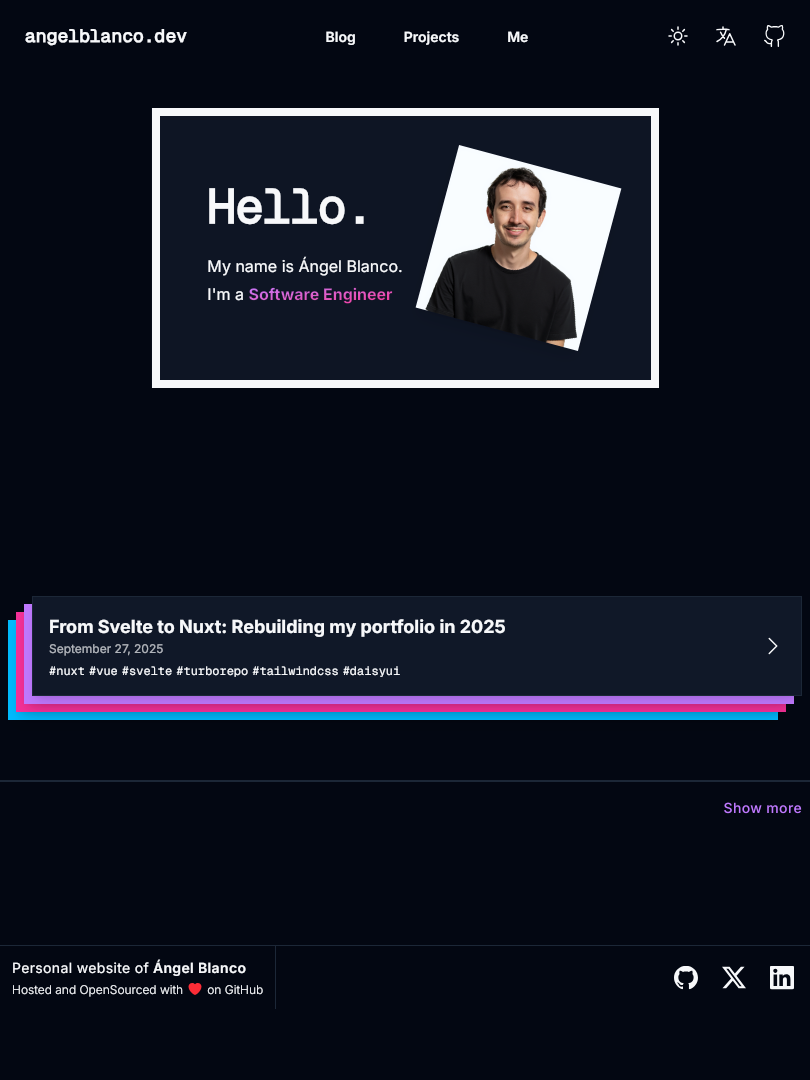 angelblanco.dev
Blog
Projects
Me
Hello.
My name is Ángel Blanco.
I'm a Software Engineer
From Svelte to Nuxt: Rebuilding my portfolio in 2025
September 27, 2025
#nuxt #vue #svelte #turborepo #tailwindcss #daisyui
Show more
Personal website of Ángel Blanco
Hosted and OpenSourced with ❤️ on GitHub